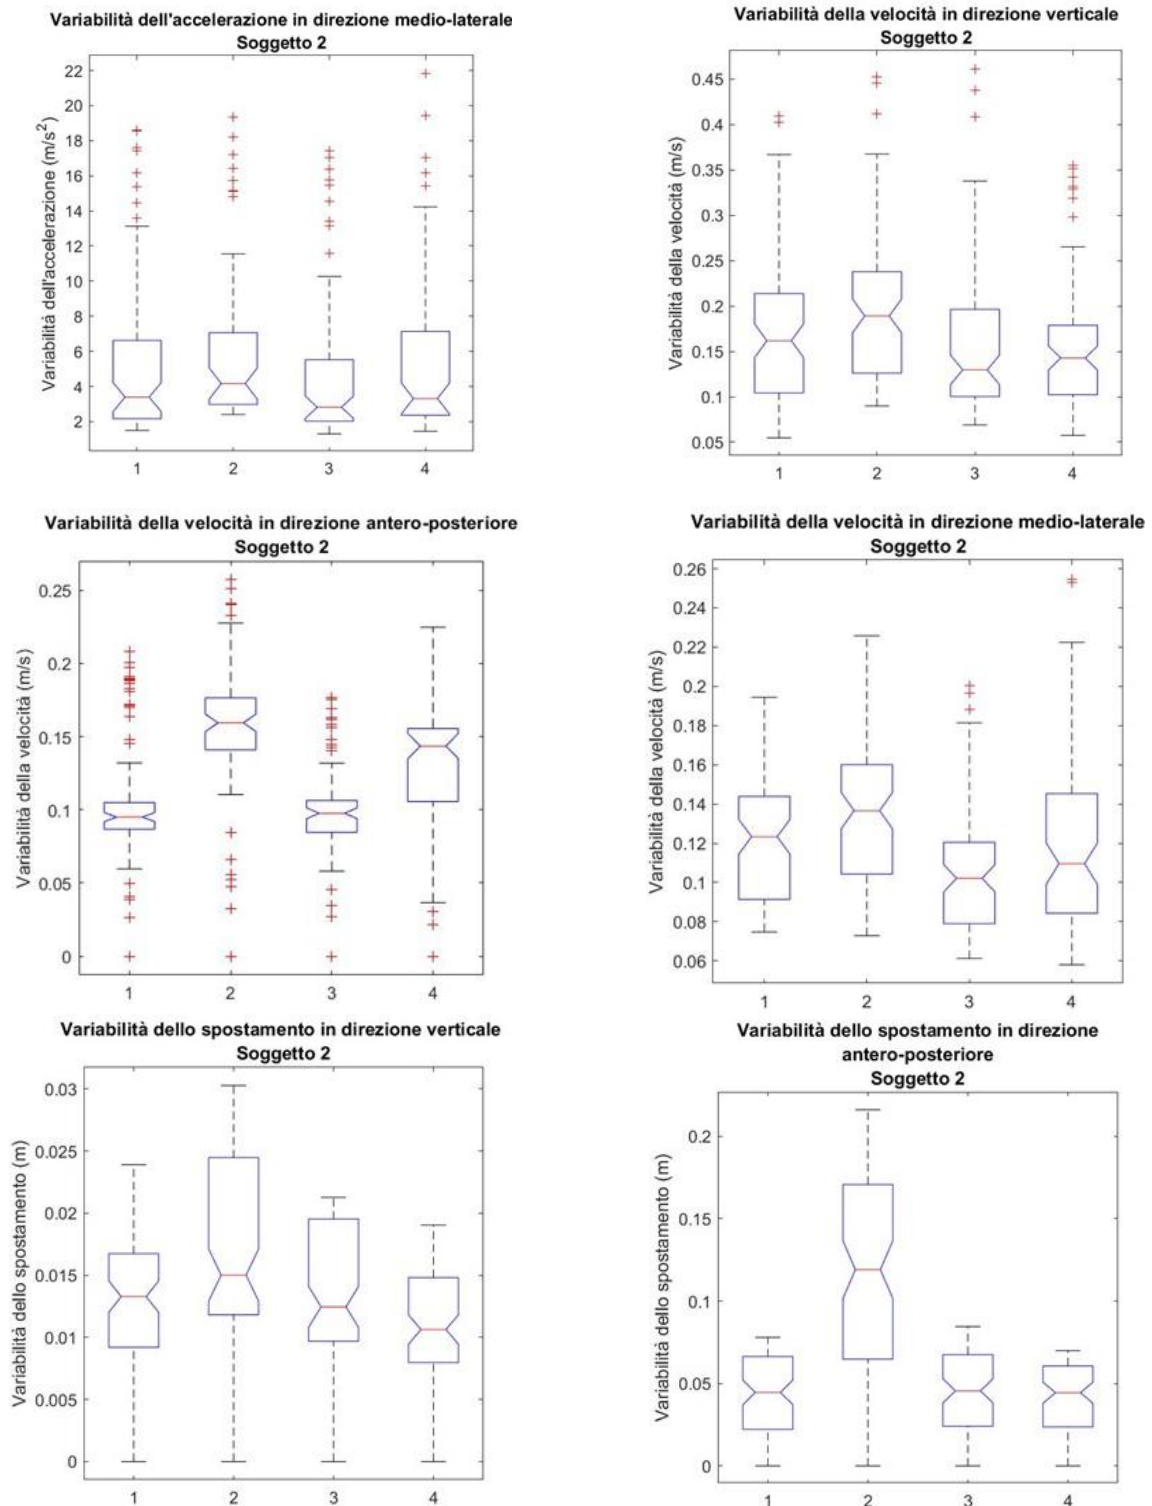 Variabilità dell'accelerazione in direzione medio-laterale
Soggetto 2
Variabilità dell'accelerazione (m/s²)
22
20
18
16
14
12
10
8
6
4
2
1 2 3 4
Variabilità della velocità in direzione verticale
Soggetto 2
Variabilità della velocità (m/s)
0.45
0.4
0.35
0.3
0.25
0.2
0.15
0.1
0.05
1 2 3 4
Variabilità della velocità in direzione antero-posteriore
Soggetto 2
Variabilità della velocità (m/s)
0.25
0.2
0.15
0.1
0.05
0
1 2 3 4
Variabilità della velocità in direzione medio-laterale
Soggetto 2
Variabilità della velocità (m/s)
0.26
0.24
0.22
0.2
0.18
0.16
0.14
0.12
0.1
0.08
0.06
1 2 3 4
Variabilità dello spostamento in direzione verticale
Soggetto 2
Variabilità dello spostamento (m)
0.03
0.025
0.02
0.015
0.01
0.005
0
1 2 3 4
Variabilità dello spostamento in direzione
antero-posteriore
Soggetto 2
Variabilità dello spostamento (m)
0.2
0.15
0.1
0.05
0
1 2 3 4